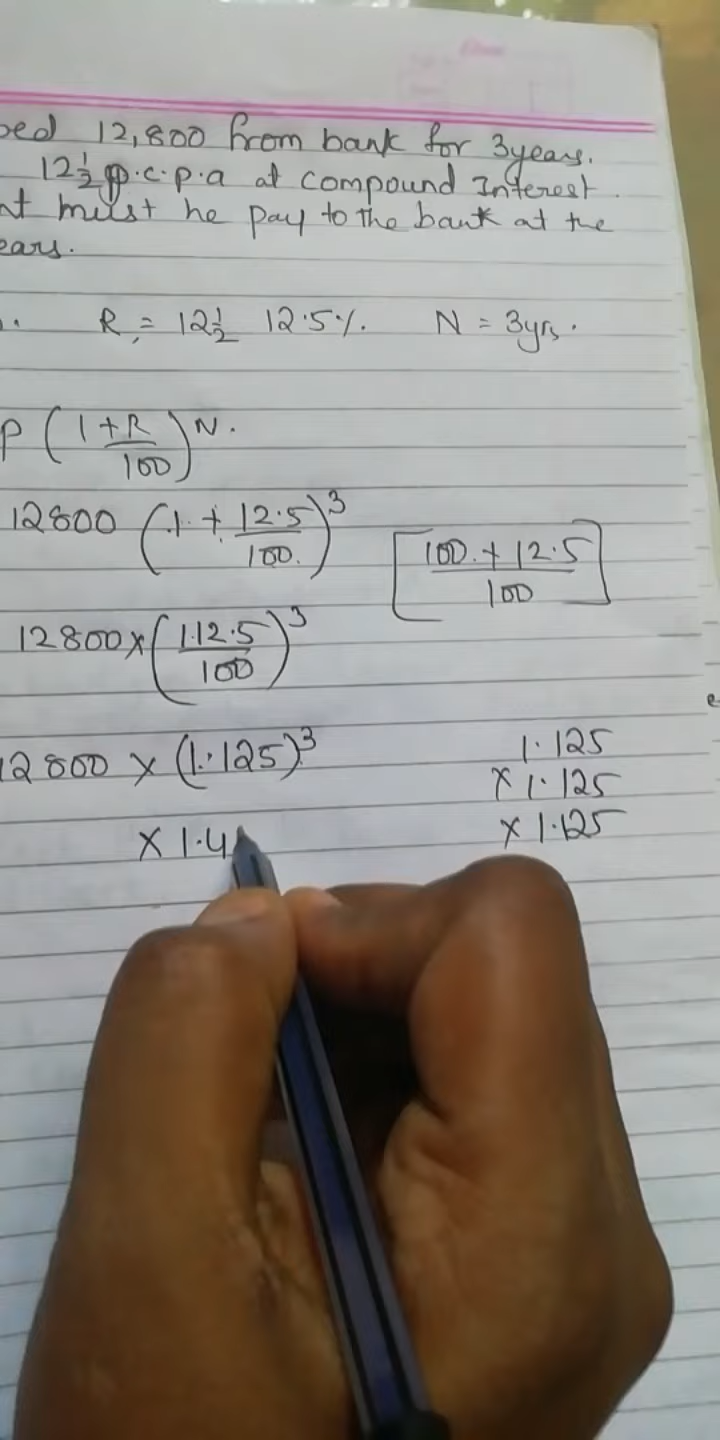 12,800 from bank for 3years.
12½ p.c.p.a at compound Interest.
must he pay to the bank at the
R = 12½ 12.5%. N = 3yrs.
P (1+R/100)N.
12800 (1 + 12.5/100)³ [100 + 12.5/100]
12800 × (112.5/100)³
12800 × (1.125)³ 1.125
× 1.125
× 1.4 × 1.125